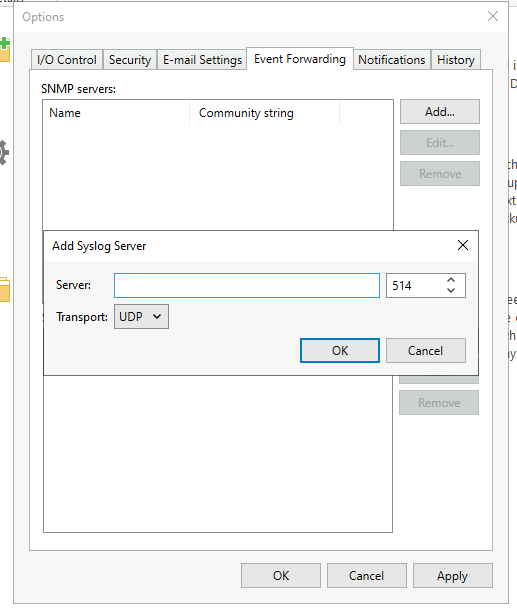 Options
I/O Control Security E-mail Settings Event Forwarding Notifications History
SNMP servers:
Name Community string
Add...
Edit...
Remove
Add Syslog Server
Server: 514
Transport: UDP
OK Cancel
Remove
OK Cancel Apply